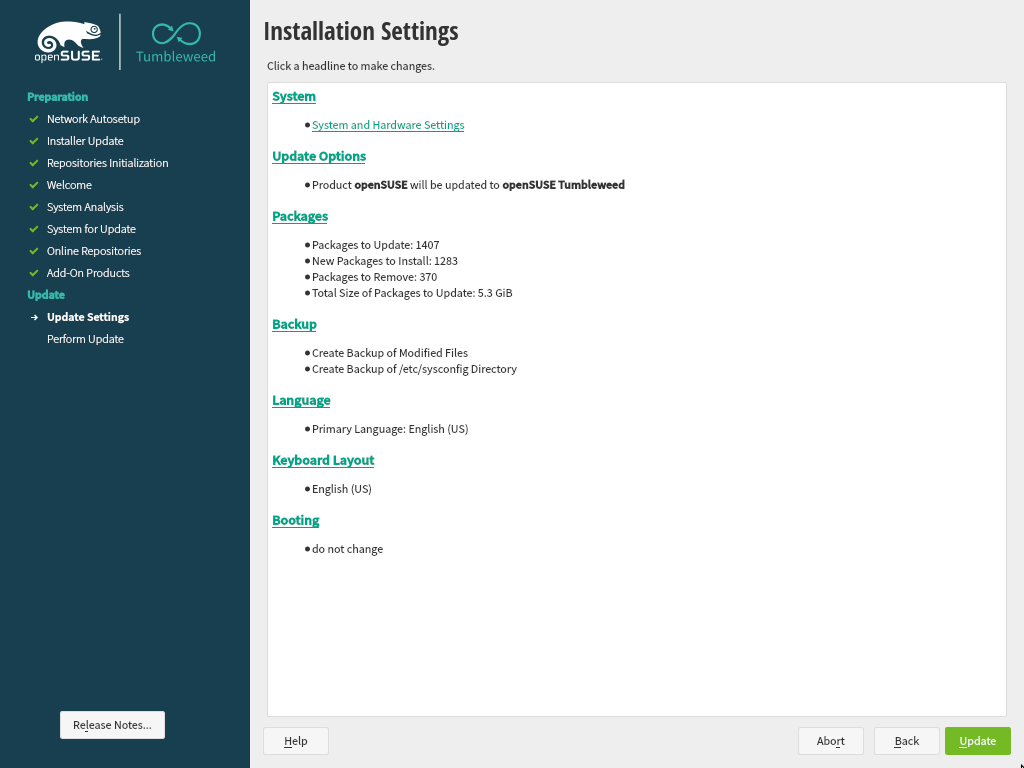 openSUSE
Tumbleweed
Preparation
Network Autosetup
Installer Update
Repositories Initialization
Welcome
System Analysis
System for Update
Online Repositories
Add-On Products
Update
Update Settings
Perform Update
Release Notes...
Installation Settings
Click a headline to make changes.
System
System and Hardware Settings
Update Options
Product openSUSE will be updated to openSUSE Tumbleweed
Packages
Packages to Update: 1407
New Packages to Install: 1283
Packages to Remove: 370
Total Size of Packages to Update: 5.3 GiB
Backup
Create Backup of Modified Files
Create Backup of /etc/sysconfig Directory
Language
Primary Language: English (US)
Keyboard Layout
English (US)
Booting
do not change
Help
Abort
Back
Update